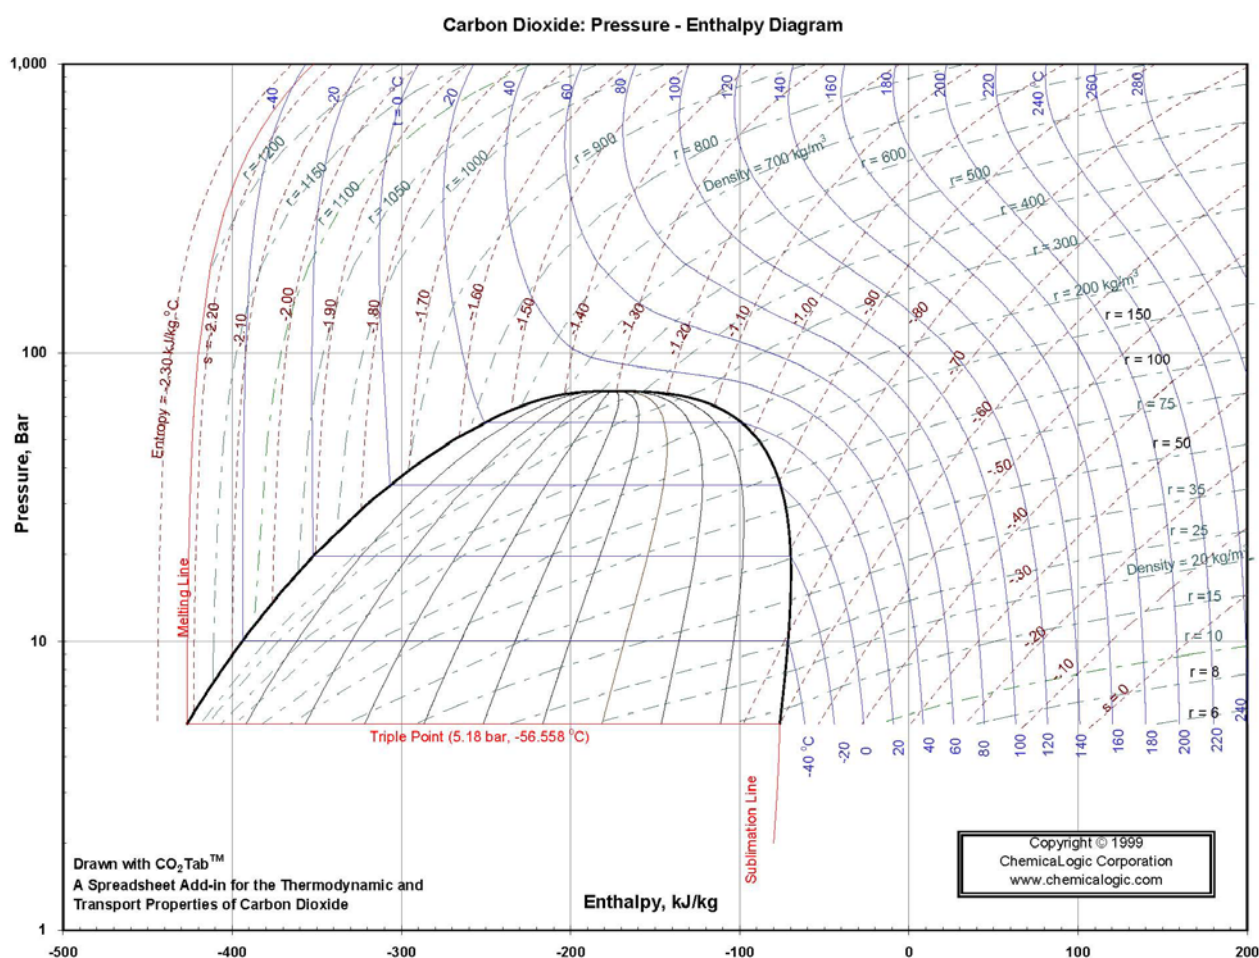 Carbon Dioxide: Pressure - Enthalpy Diagram
1,000
100
10
1
Pressure, Bar
-500
-400
-300
-200
-100
0
100
200
Enthalpy, kJ/kg
40
20
t = 0 °C
20
40
60
80
100
120
140
160
180
200
220
240 °C
260
280
r = 1200
r = 1150
r = 1100
r = 1050
r = 1000
r = 900
r = 800
Density = 700 kg/m³
r = 600
r = 500
r = 400
r = 300
r = 200 kg/m³
r = 150
r = 100
r = 75
r = 50
r = 35
r = 25
Density = 20 kg/m³
r =15
r = 10
r = 8
r = 6
Entropy = -2.30 kJ/kg.°C.
s = -2.20
-2.10
-2.00
-1.90
-1.80
-1.70
-1.60
-1.50
-1.40
-1.30
-1.20
-1.10
-1.00
-.90
-.80
-.70
-.60
-.50
-.40
-.30
-.20
-.10
s = 0
Melting Line
Triple Point (5.18 bar, -56.558 °C)
Sublimation Line
-40 °C
-20
0
20
40
60
80
100
120
140
160
180
200
220
240
Drawn with CO₂Tab™
A Spreadsheet Add-in for the Thermodynamic and
Transport Properties of Carbon Dioxide
Copyright © 1999
ChemicaLogic Corporation
www.chemicalogic.com